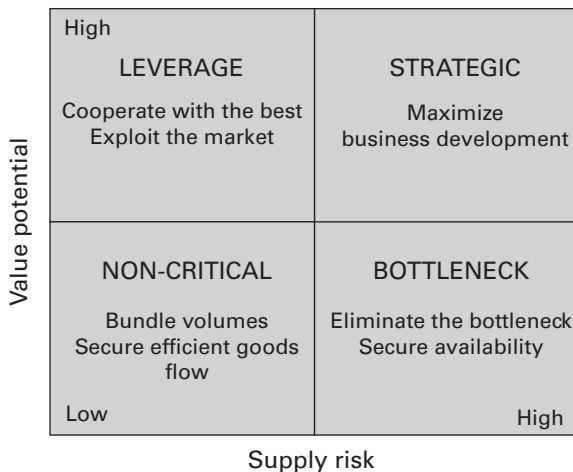 High
LEVERAGE
Cooperate with the best
Exploit the market
STRATEGIC
Maximize
business development
Value potential
NON-CRITICAL
Bundle volumes
Secure efficient goods
flow
Low
BOTTLENECK
Eliminate the bottleneck
Secure availability
High
Supply risk